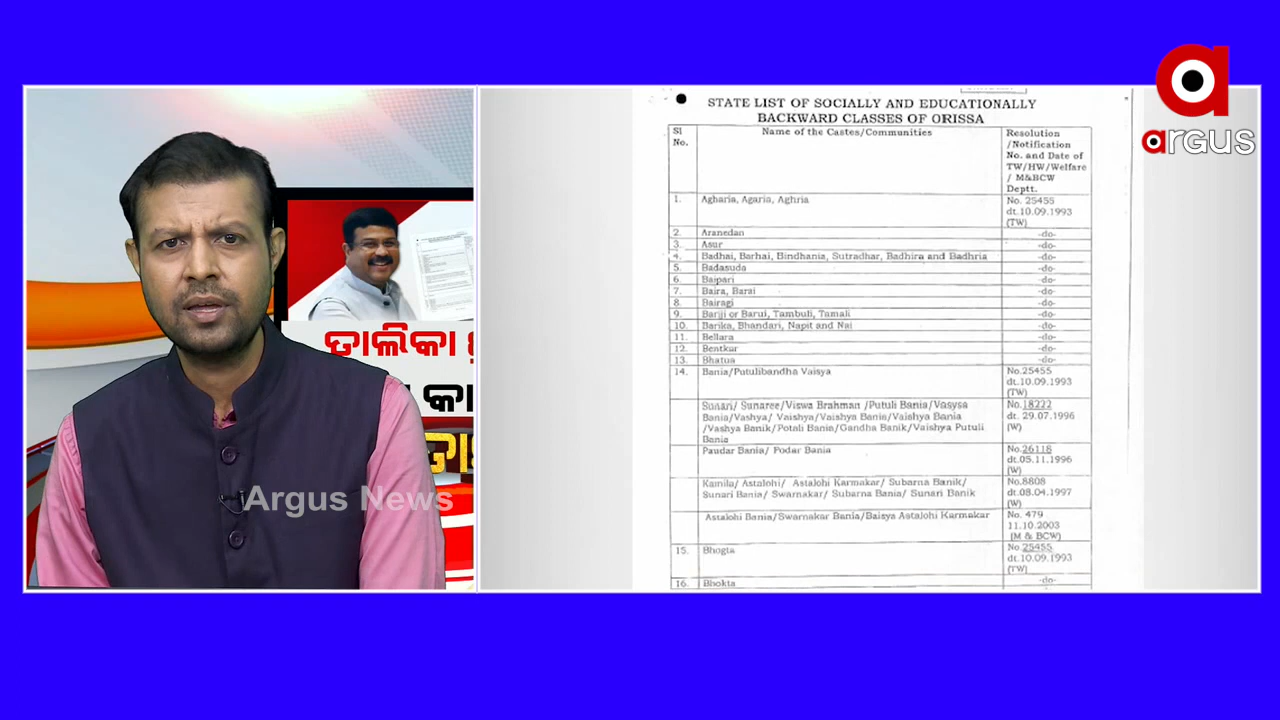 argus
ତାଲିକା
କା
Argus News
STATE LIST OF SOCIALLY AND EDUCATIONALLY
BACKWARD CLASSES OF ORISSA
Sl No. Name of the Castes/Communities Resolution /Notification No. and Date of TW/HW/Welfare / M&BCW Deptt.
1. Agharia, Agaria, Aghria No. 25455 dt.10.09.1993 (TW)
2. Aranedan -do-
3. Asur -do-
4. Badhai, Barhai, Bindhania, Sutradhar, Badhira and Badhria -do-
5. Badasuda -do-
6. Baipari -do-
7. Baira, Barai -do-
8. Bairagi -do-
9. Bariji or Barui, Tambuli, Tamali -do-
10. Barika, Bhandari, Napit and Nai -do-
11. Bellara -do-
12. Bentkar -do-
13. Bhatua -do-
14. Bania/Putulibandha Vaisya No.25455 dt.10.09.1993 (TW)
Sunari/ Sunaree/Viswa Brahman /Putuli Bania/Vasysa No.18222
Bania/Vashya/ Vaishya/Vaishya Bania/Vaishya Bania dt. 29.07.1996
/Vashya Banik/Potali Bania/Gandha Banik/Vaishya Putuli (W)
Bania
Paudar Bania/ Podar Bania No.26118 dt.05.11.1996 (W)
Kamila/ Astalohi/ Astalohi Karmakar/ Subarna Banik/ No.8808
Sunari Bania/ Swarnakar/ Subarna Bania/ Sunari Banik dt.08.04.1997 (W)
Astalohi Bania/Swarnakar Bania/Baisya Astalohi Karmakar No. 479 11.10.2003 (M & BCW)
15. Bhogta No.25455 dt.10.09.1993 (TW)
16. Bhokta -do-